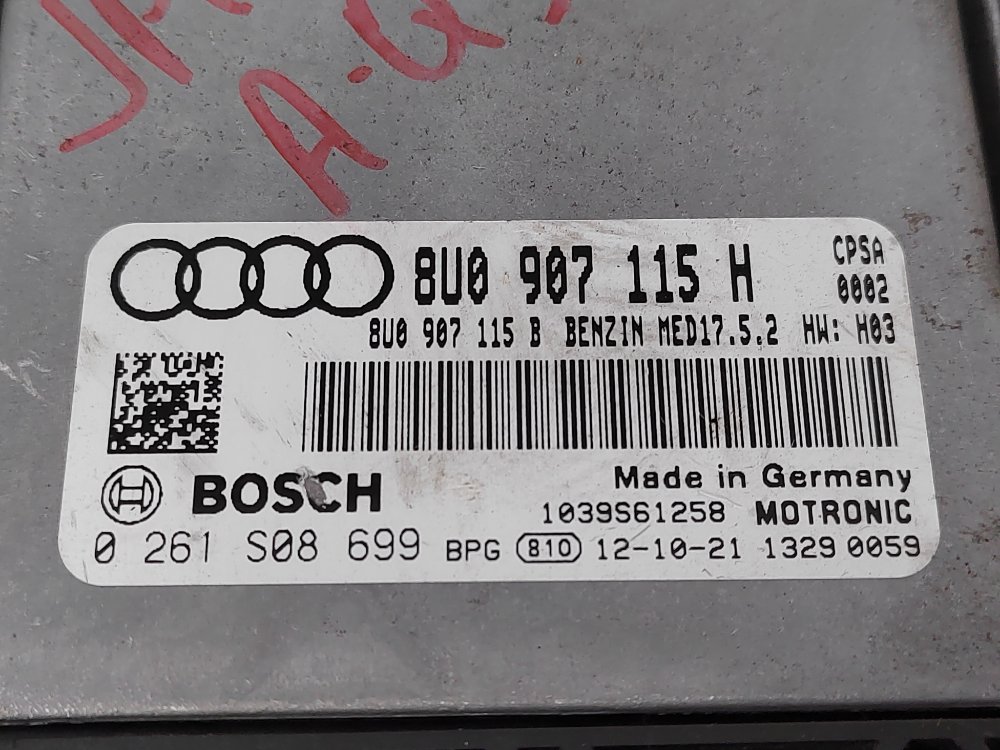 A-Q
8U0 907 115 H
CPSA
0002
8U0 907 115 B BENZIN MED17.5.2 HW: H03
BOSCH
Made in Germany
1039S61258 MOTRONIC
0 261 S08 699 BPG 810 12-10-21 1329 0059